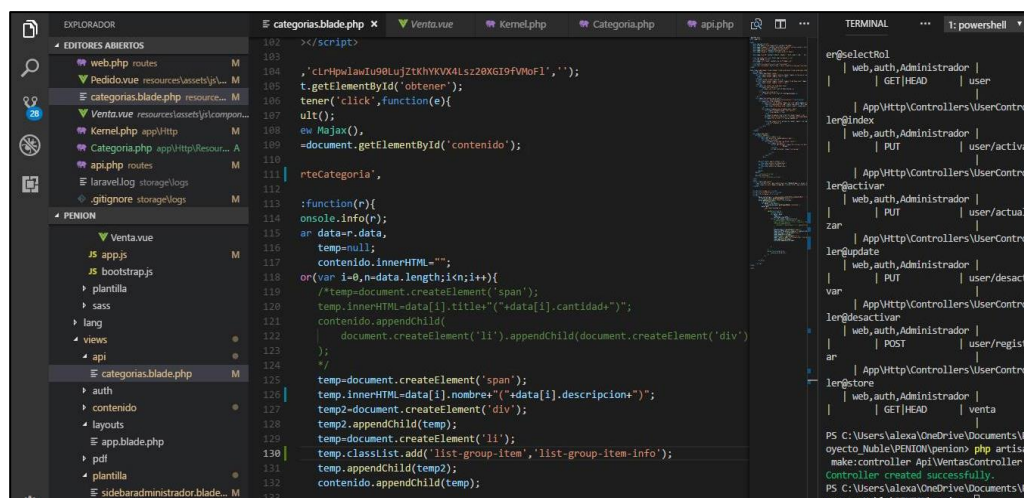 EXPLORADOR
EDITORES ABIERTOS
web.php routes M
Pedido.vue resources\assets\js\... M
categorias.blade.php resource... M
Venta.vue resources\assets\js\compon...
Kernel.php app\Http M
Categoria.php app\Http\Resour... A
api.php routes M
laravel.log storage\logs
.gitignore storage\logs M
PENION
Venta.vue
JS app.js M
JS bootstrap.js
plantilla
sass
lang
views
api
categorias.blade.php M
auth
contenido
layouts
app.blade.php
pdf
plantilla
sidebaradministrador.blade... M
28
categorias.blade.php
Venta.vue
Kernel.php
Categoria.php
api.php
102 ></script>
103
104 ,'');
105 t.getElementById('obtener');
106 tener('click',function(e){
107 ult();
108 ew Majax(),
109 =document.getElementById('contenido');
110
111 rteCategoria',
112
113 :function(r){
114 onsole.info(r);
115 ar data=r.data,
116 temp=null;
117 contenido.innerHTML="";
118 or(var i=0,n=data.length;i<n;i++){
119 /*temp=document.createElement('span');
120 temp.innerHTML=data[i].title+"("+data[i].cantidad+")";
121 contenido.appendChild(
122 document.createElement('li').appendChild(document.createElement('div')
123 );
124 */
125 temp=document.createElement('span');
126 temp.innerHTML=data[i].nombre+"("+data[i].descripcion+")";
127 temp2=document.createElement('div');
128 temp2.appendChild(temp);
129 temp=document.createElement('li');
130 temp.classList.add('list-group-item','list-group-item-info');
131 temp.appendChild(temp2);
132 contenido.appendChild(temp);
133
TERMINAL ... 1: powershell
er@selectRol
| web,auth,Administrador |
| | GET|HEAD | user
|
| App\Http\Controllers\UserContro
ler@index
| web,auth,Administrador |
| | PUT | user/activa
|
| App\Http\Controllers\UserContro
ler@activar
| web,auth,Administrador |
| | PUT | user/actual
zar |
| App\Http\Controllers\UserContro
ler@update
| web,auth,Administrador |
| | PUT | user/desact
var |
| App\Http\Controllers\UserContro
ler@desactivar
| web,auth,Administrador |
| | POST | user/regist
ar |
| App\Http\Controllers\UserContro
ler@store
| web,auth,Administrador |
| | GET|HEAD | venta
PS C:\Users\alexa\OneDrive\Documents\
oyecto_Nuble\PENION\penion> php artisa
make:controller Api\VentasController
Controller created successfully.
PS C:\Users\alexa\OneDrive\Documents\